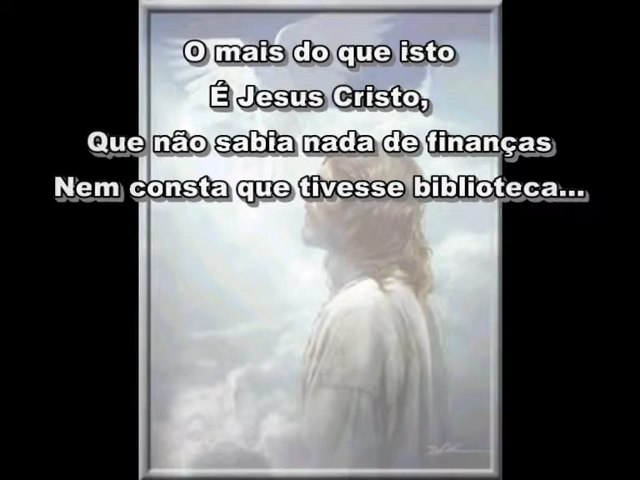 O mais do que isto
É Jesus Cristo,
Que não sabia nada de finanças
Nem consta que tivesse biblioteca...